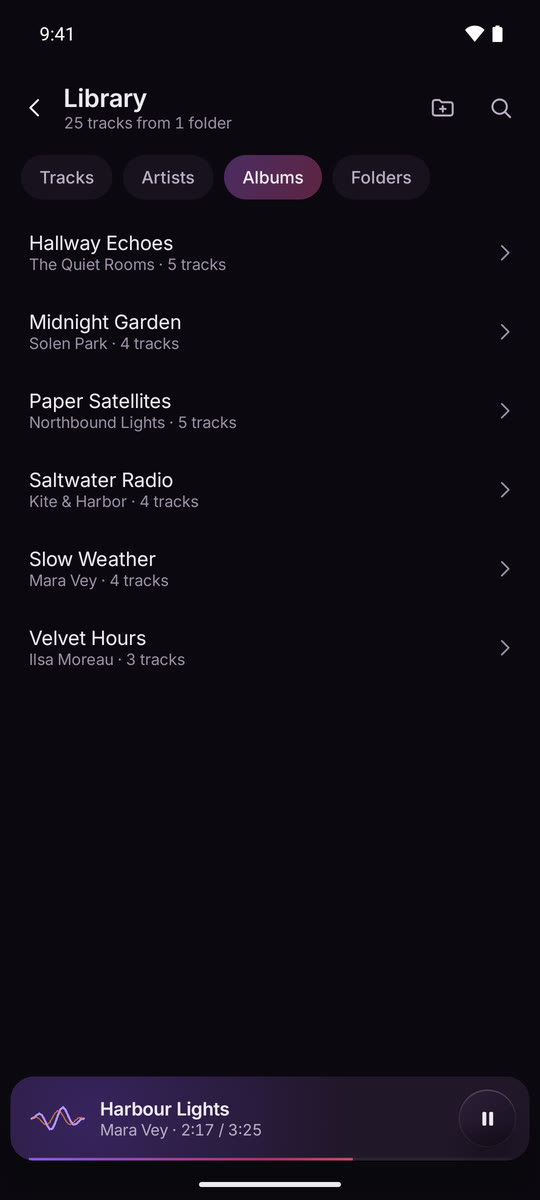 9:41
Library
25 tracks from 1 folder
Tracks
Artists
Albums
Folders
Hallway Echoes
The Quiet Rooms · 5 tracks
Midnight Garden
Solen Park · 4 tracks
Paper Satellites
Northbound Lights · 5 tracks
Saltwater Radio
Kite & Harbor · 4 tracks
Slow Weather
Mara Vey · 4 tracks
Velvet Hours
Ilsa Moreau · 3 tracks
Harbour Lights
Mara Vey · 2:17 / 3:25